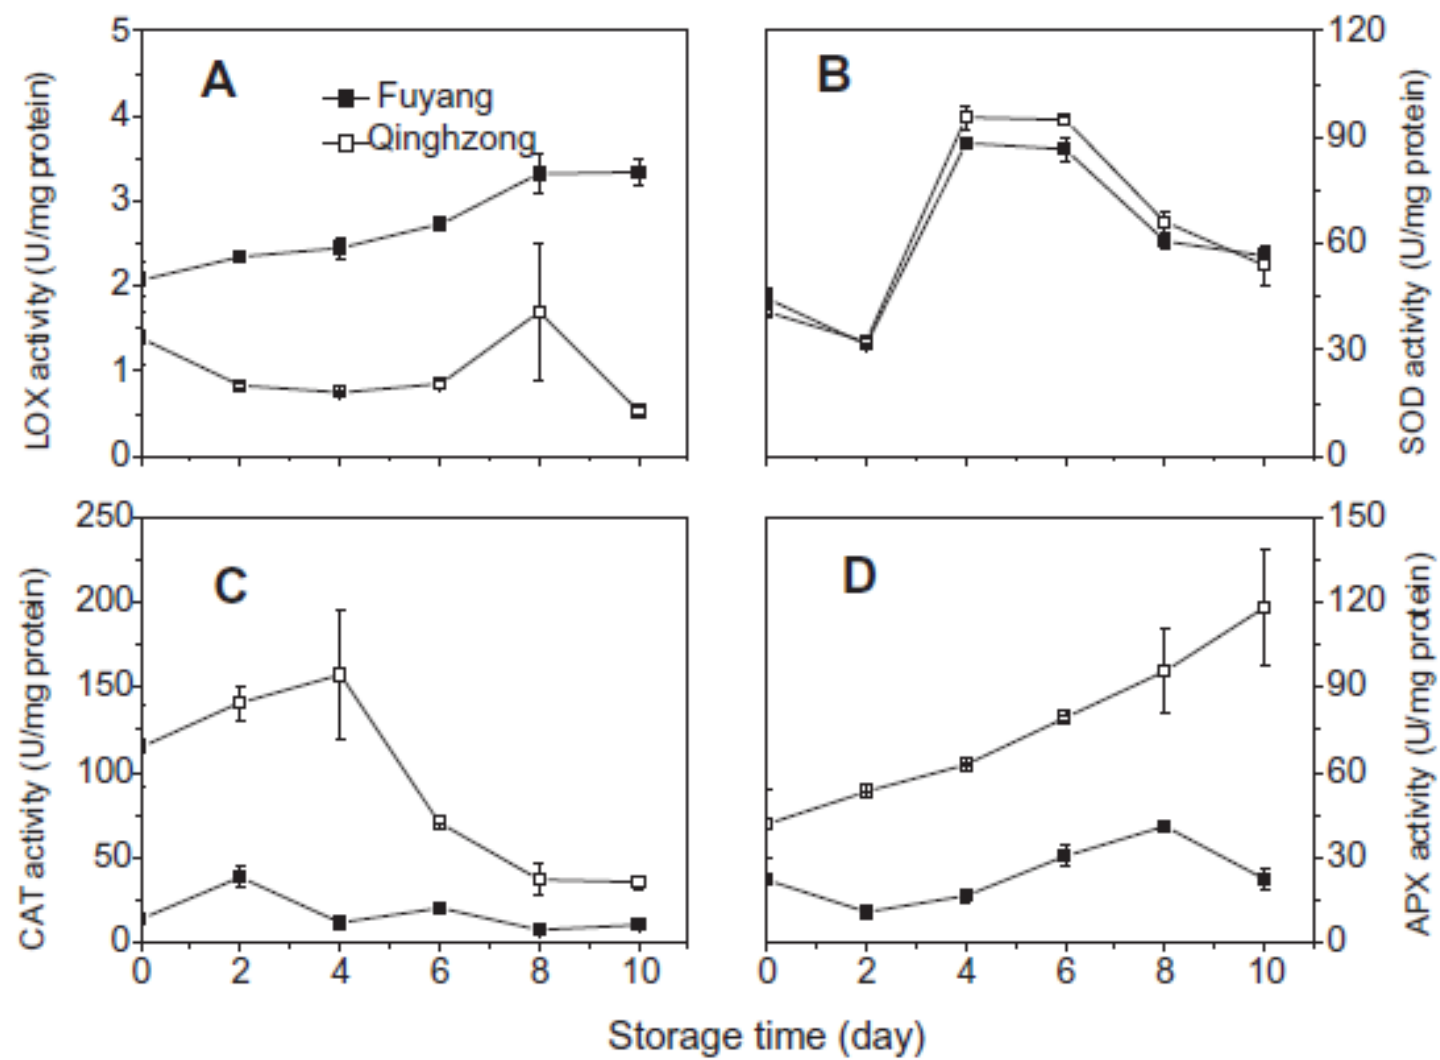 5
4
3
2
1
0
LOX activity (U/mg protein)
A
Fuyang
Qinghzong
B
120
90
60
30
0
SOD activity (U/mg protein)
250
200
150
100
50
0
CAT activity (U/mg protein)
C
0 2 4 6 8 10
D
150
120
90
60
30
0
APX activity (U/mg protein)
0 2 4 6 8 10
Storage time (day)